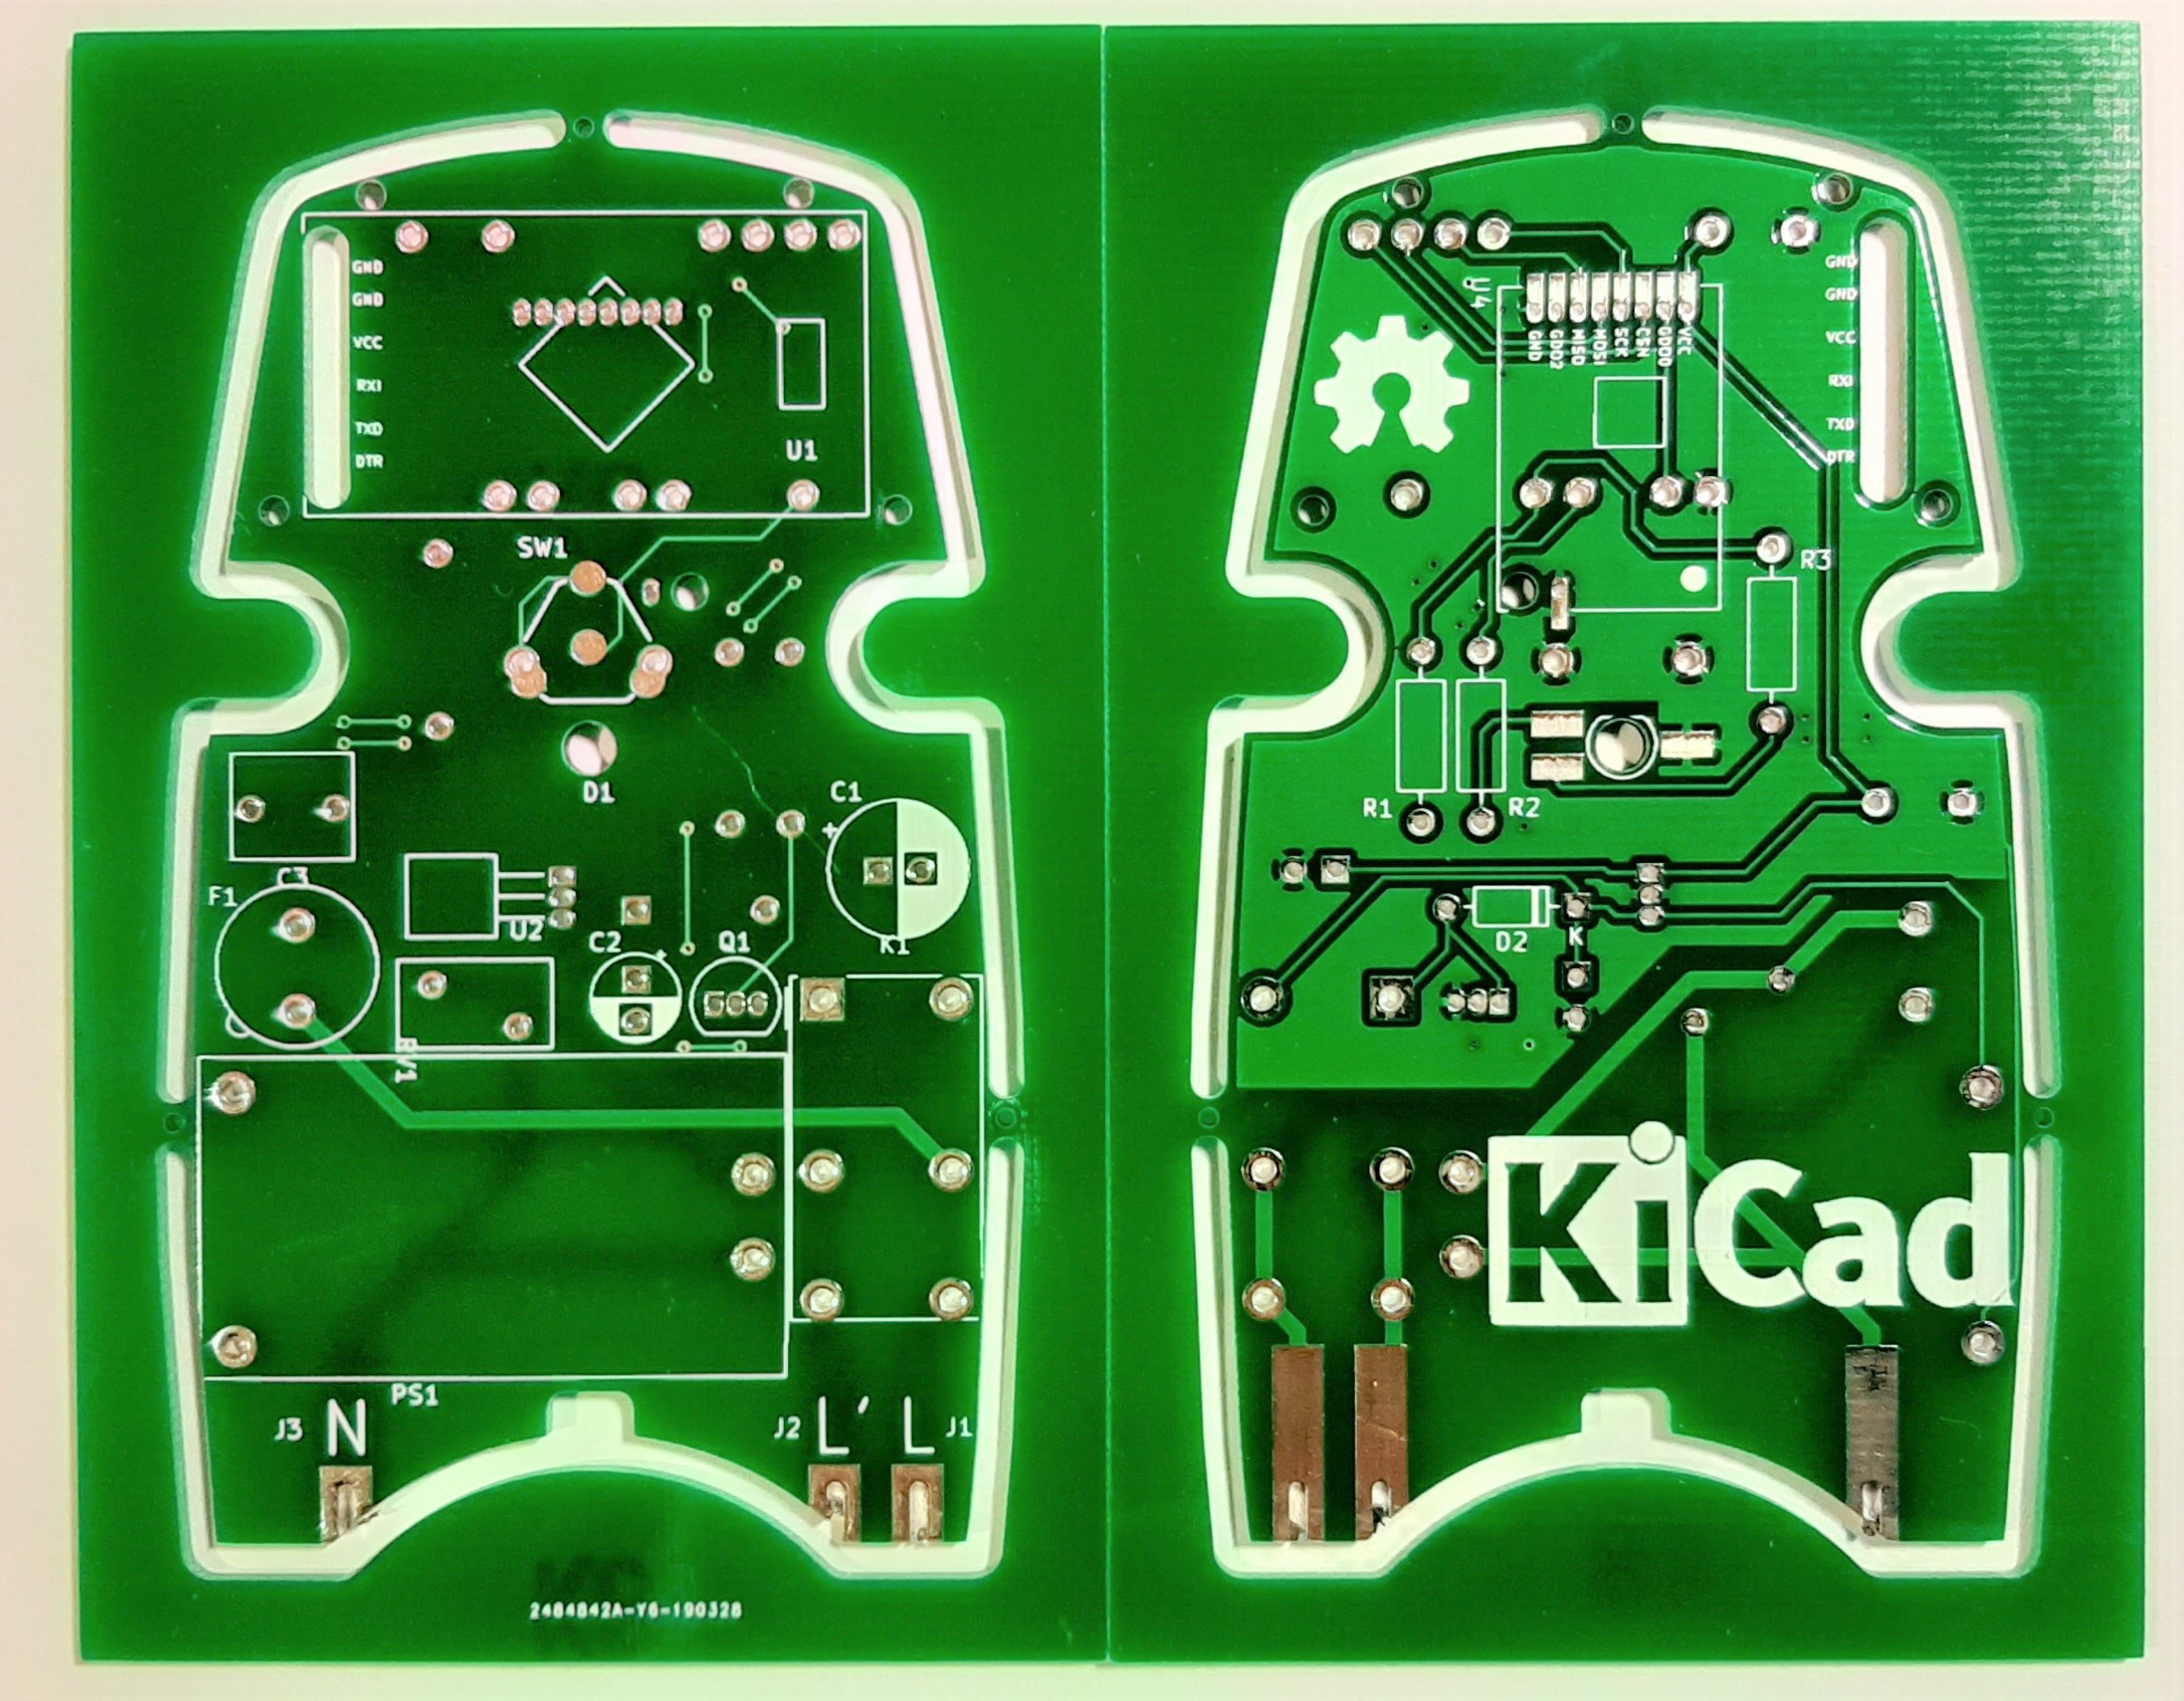 GND
GND
VCC
RXI
TXD
DTR
U1
SW1
D1
C1
+
C3
F1
U2
C2
+
Q1
K1
RV1
PS1
J3 N
J2 L' L J1
2484842A-Y6-190328
GND
GND
VCC
RXI
TXD
DTR
U4
GND
GDO2
MISO
MOSI
SCK
CSN
GDO0
VCC
R3
R1
R2
D2
K
KiCad